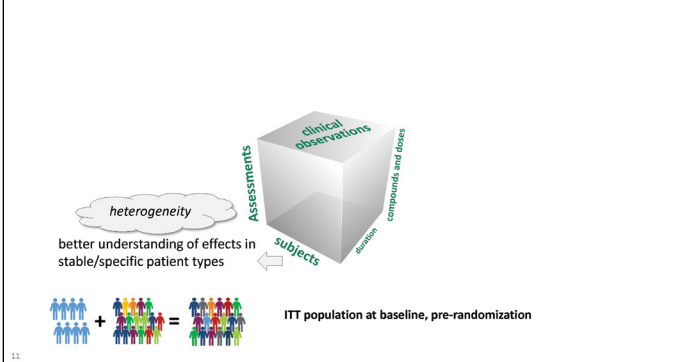 clinical
observations
Assessments
compounds and doses
heterogeneity
subjects
duration
better understanding of effects in
stable/specific patient types
+
=
ITT population at baseline, pre-randomization
11